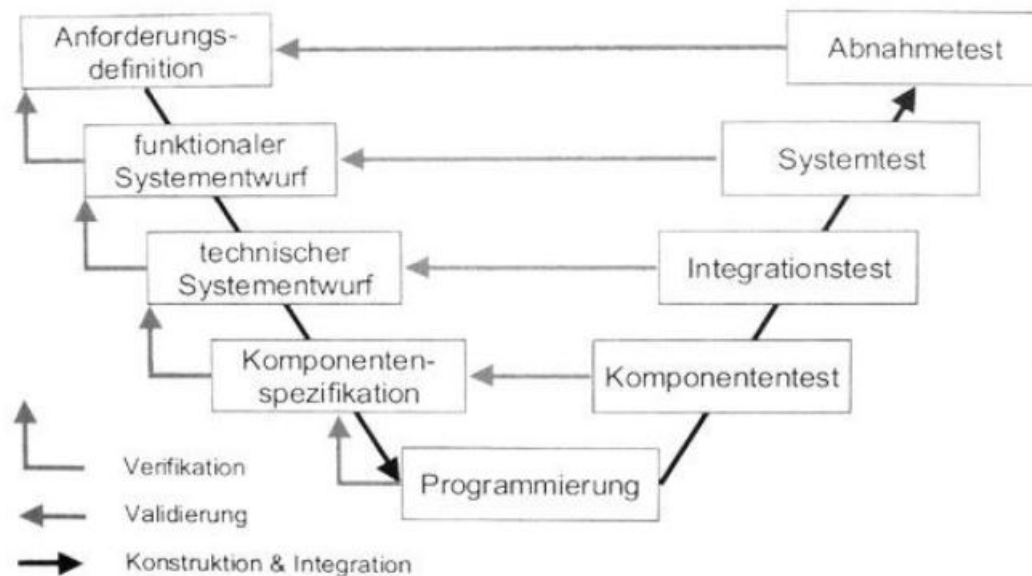 Anforderungs-
definition
Abnahmetest
funktionaler
Systementwurf
Systemtest
technischer
Systementwurf
Integrationstest
Komponenten-
spezifikation
Komponententest
Programmierung
Verifikation
Validierung
Konstruktion & Integration